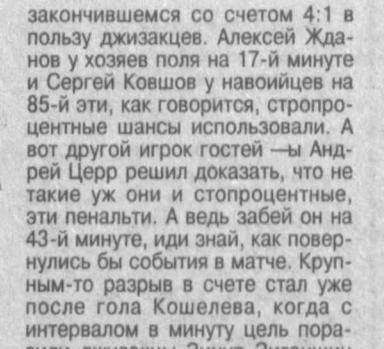 закончившемся со счетом 4:1 в
пользу джизакцев. Алексей Жда-
нов у хозяев поля на 17-й минуте
и Сергей Ковшов у навоийцев на
85-й эти, как говорится, стропро-
центные шансы использовали. А
вот другой игрок гостей —ы Анд-
рей Церр решил доказать, что не
такие уж они и стопроцентные,
эти пенальти. А ведь забей он на
43-й минуте, иди знай, как повер-
нулись бы события в матче. Круп-
ным-то разрыв в счете стал уже
после гола Кошелева, когда с
интервалом в минуту цель пора-